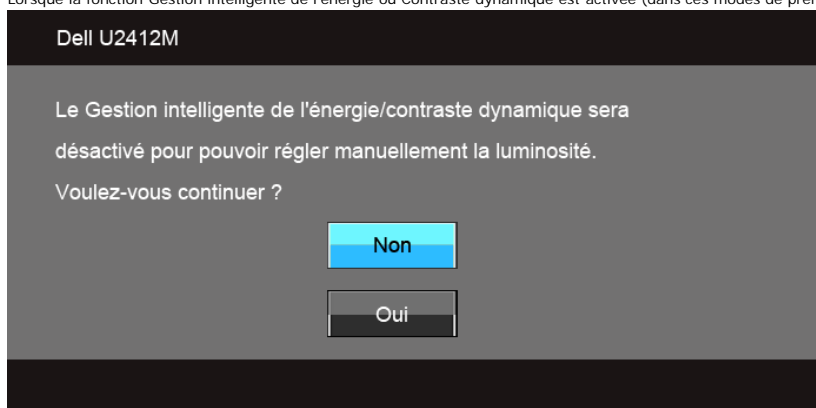 Lorsque la fonction Gestion intelligente de l'énergie ou Contraste dynamique est activée (dans ces modes de pré
Dell U2412M
Le Gestion intelligente de l'énergie/contraste dynamique sera
désactivé pour pouvoir régler manuellement la luminosité.
Voulez-vous continuer ?
Non
Oui